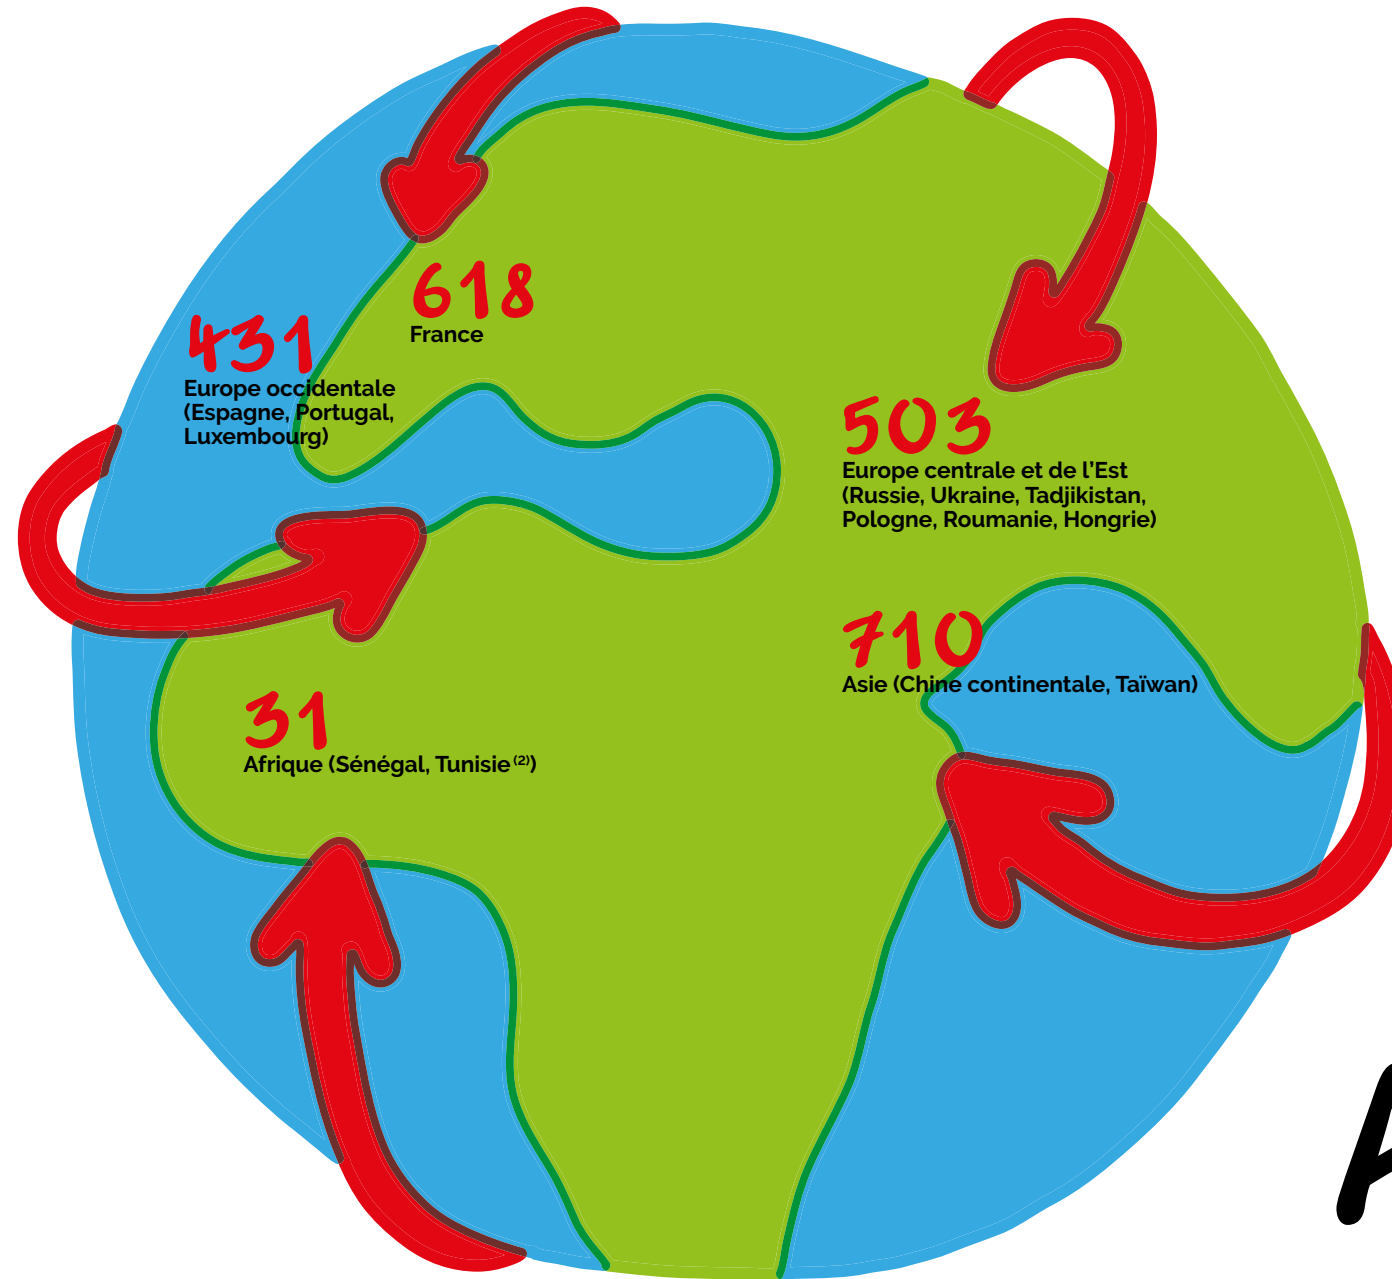 618
France
431
Europe occidentale
(Espagne, Portugal,
Luxembourg)
503
Europe centrale et de l’Est
(Russie, Ukraine, Tadjikistan,
Pologne, Roumanie, Hongrie)
710
Asie (Chine continentale, Taïwan)
31
Afrique (Sénégal, Tunisie⁽²⁾)